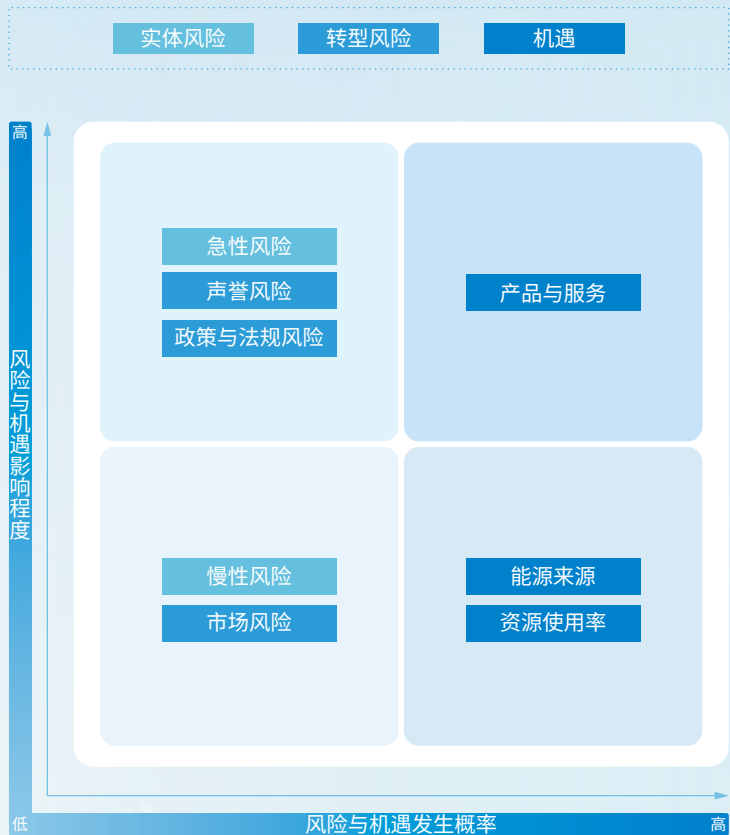 实体风险
转型风险
机遇
高
风险与机遇影响程度
急性风险
声誉风险
政策与法规风险
产品与服务
慢性风险
市场风险
能源来源
资源使用率
低
风险与机遇发生概率
高